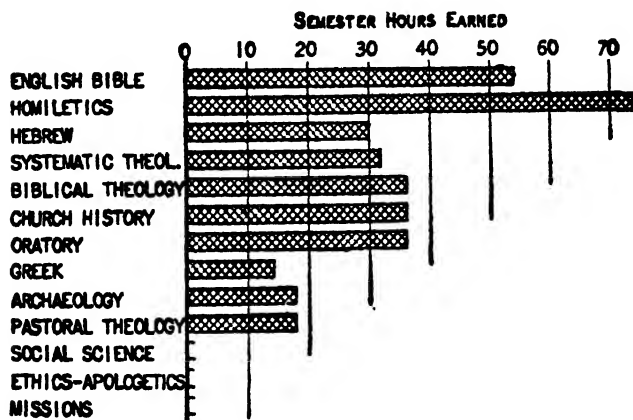 SEMESTER HOURS EARNED
0 10 20 30 40 50 60 70
ENGLISH BIBLE
HOMILETICS
HEBREW
SYSTEMATIC THEOL.
BIBLICAL THEOLOGY
CHURCH HISTORY
ORATORY
GREEK
ARCHAEOLOGY
PASTORAL THEOLOGY
SOCIAL SCIENCE
ETHICS-APOLOGETICS
MISSIONS